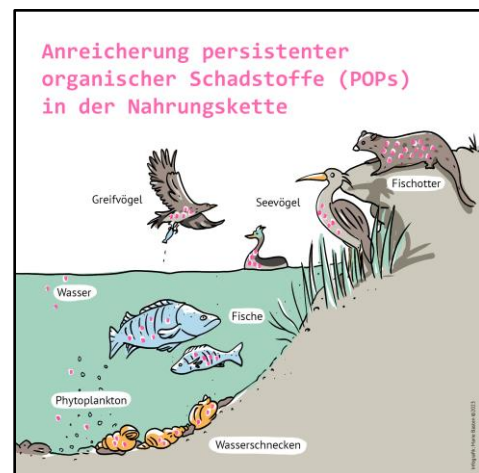 Anreicherung persistenter
organischer Schadstoffe (POPs)
in der Nahrungskette
Greifvögel
Seevögel
Fischotter
Wasser
Fische
Phytoplankton
Wasserschnecken